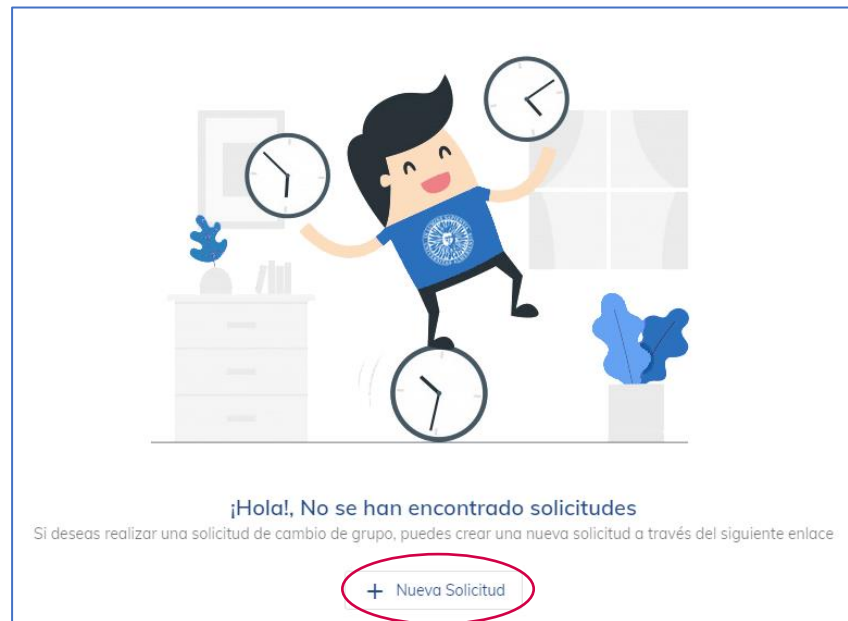 ¡Hola!, No se han encontrado solicitudes
Si deseas realizar una solicitud de cambio de grupo, puedes crear una nueva solicitud a través del siguiente enlace
+ Nueva Solicitud